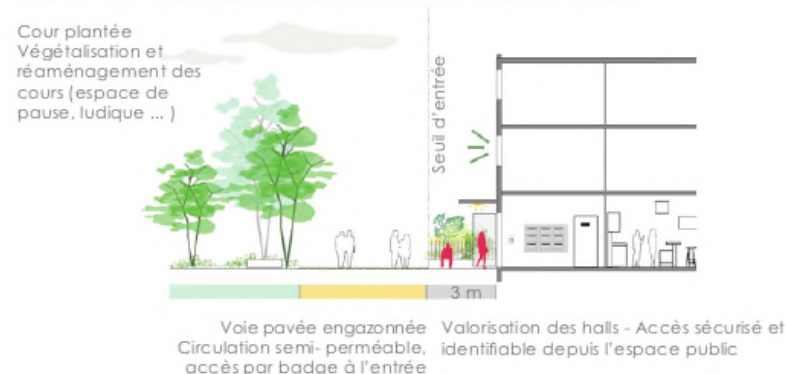 Cour plantée
Végétalisation et
réaménagement des
cours (espace de
pause, ludique ... )
Seuil d'entrée
3 m
Voie pavée engazonnée
Circulation semi- perméable,
accès par badge à l'entrée
Valorisation des halls - Accès sécurisé et
identifiable depuis l'espace public